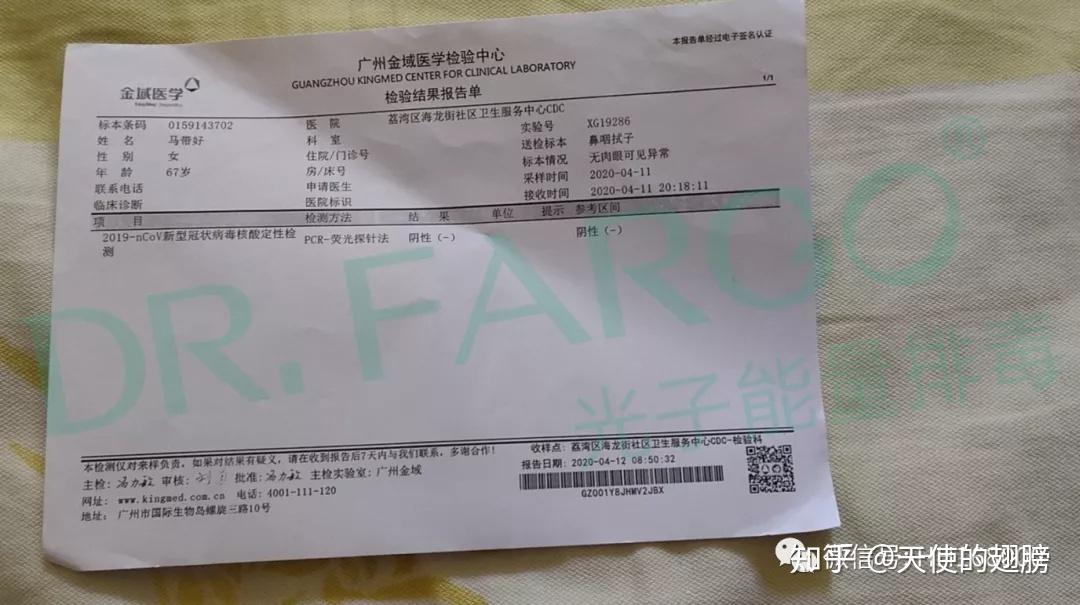 本报告单经过电子签名认证
广州金域医学检验中心
GUANGZHOU KINGMED CENTER FOR CLINICAL LABORATORY
1/1
金域医学
检验结果报告单
标本条码 0159143702 医 院 荔湾区海龙街社区卫生服务中心CDC 实验号 XG19286
姓 名 马带好 科 室 送检标本 鼻咽拭子
性 别 女 住院/门诊号 标本情况 无肉眼可见异常
年 龄 67岁 房/床号 采样时间 2020-04-11
联系电话 申请医生 接收时间 2020-04-11 20:18:11
临床诊断 医院标识
项 目 检测方法 结 果 单位 提示 参考区间
2019-nCoV新型冠状病毒核酸定性检 PCR-荧光探针法 阴性(-) 阴性(-)
测
DR. FARGO
光子能量排毒
本检测仅对来样负责，如果对结果有疑义，请在收到报告后7天内与我们联系，多谢合作！ 收样点：荔湾区海龙街社区卫生服务中心CDC-检验科
主检： 审核： 批准： 主检实验室：广州金域 报告日期：2020-04-12 08:50:32
网址： www.kingmed.com.cn 电话：4001-111-120
GZ001Y8JHMV2JBX
地址： 广州市国际生物岛螺旋三路10号
知乎 @天使的翅膀